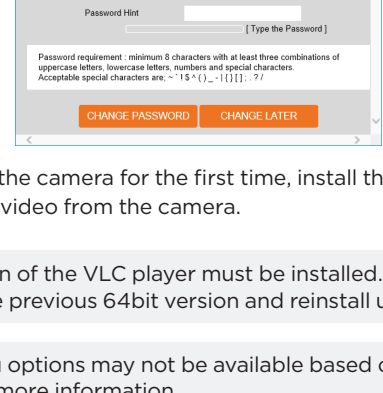 Password Hint
[ Type the Password ]
Password requirement : minimum 8 characters with at least three combinations of
uppercase letters, lowercase letters, numbers and special characters.
Acceptable special characters are; ~ ` ! $ ^ ( ) _ - | { } [ ] ; . ? /
CHANGE PASSWORD CHANGE LATER
the camera for the first time, install th
video from the camera.
n of the VLC player must be installed.
e previous 64bit version and reinstall u
options may not be available based o
more information